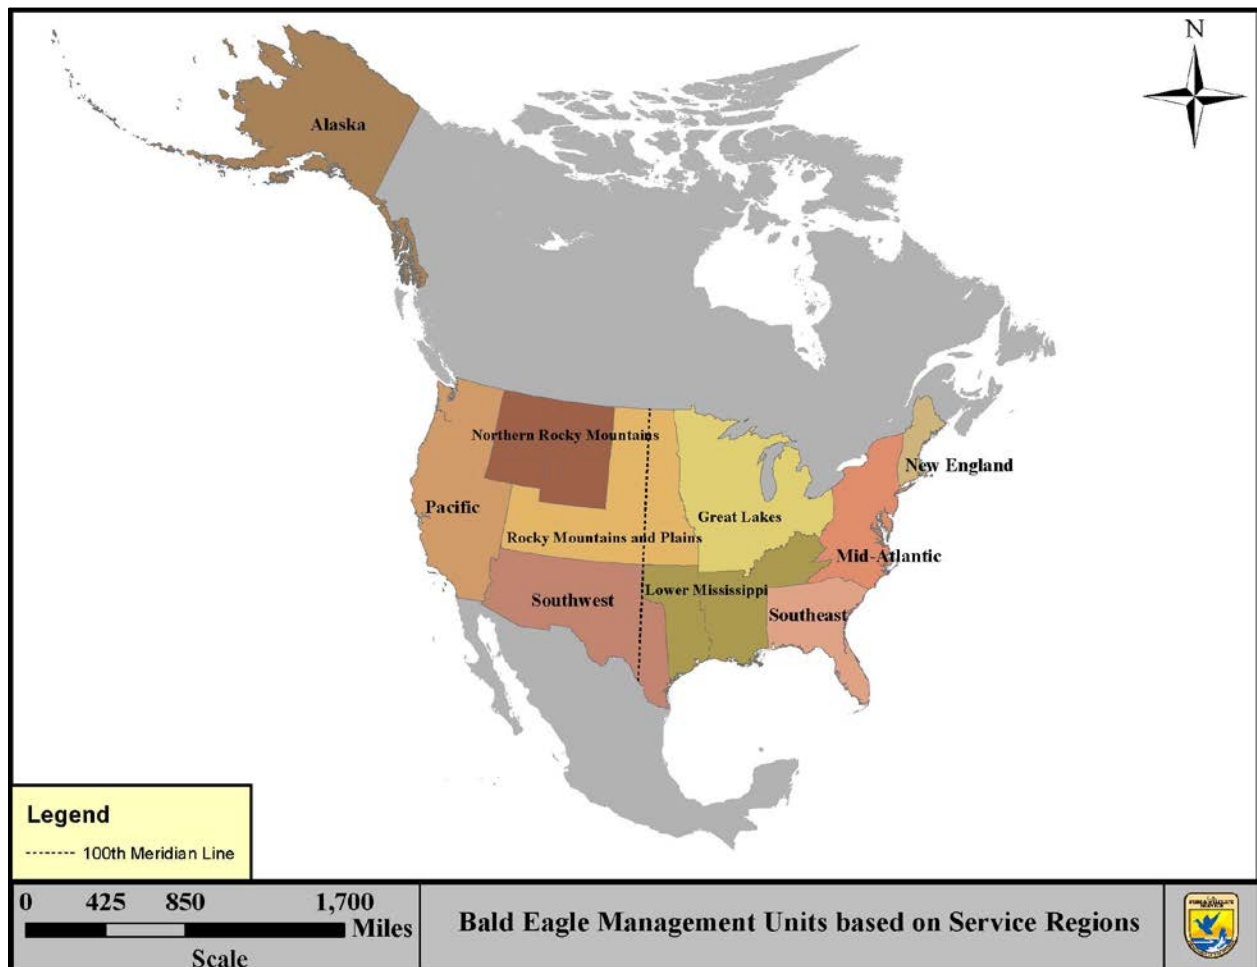 N
Alaska
Northern Rocky Mountains
New England
Pacific
Great Lakes
Rocky Mountains and Plains
Mid-Atlantic
Lower Mississippi
Southwest
Southeast
Legend
100th Meridian Line
0 425 850 1,700
Miles
Scale
Bald Eagle Management Units based on Service Regions